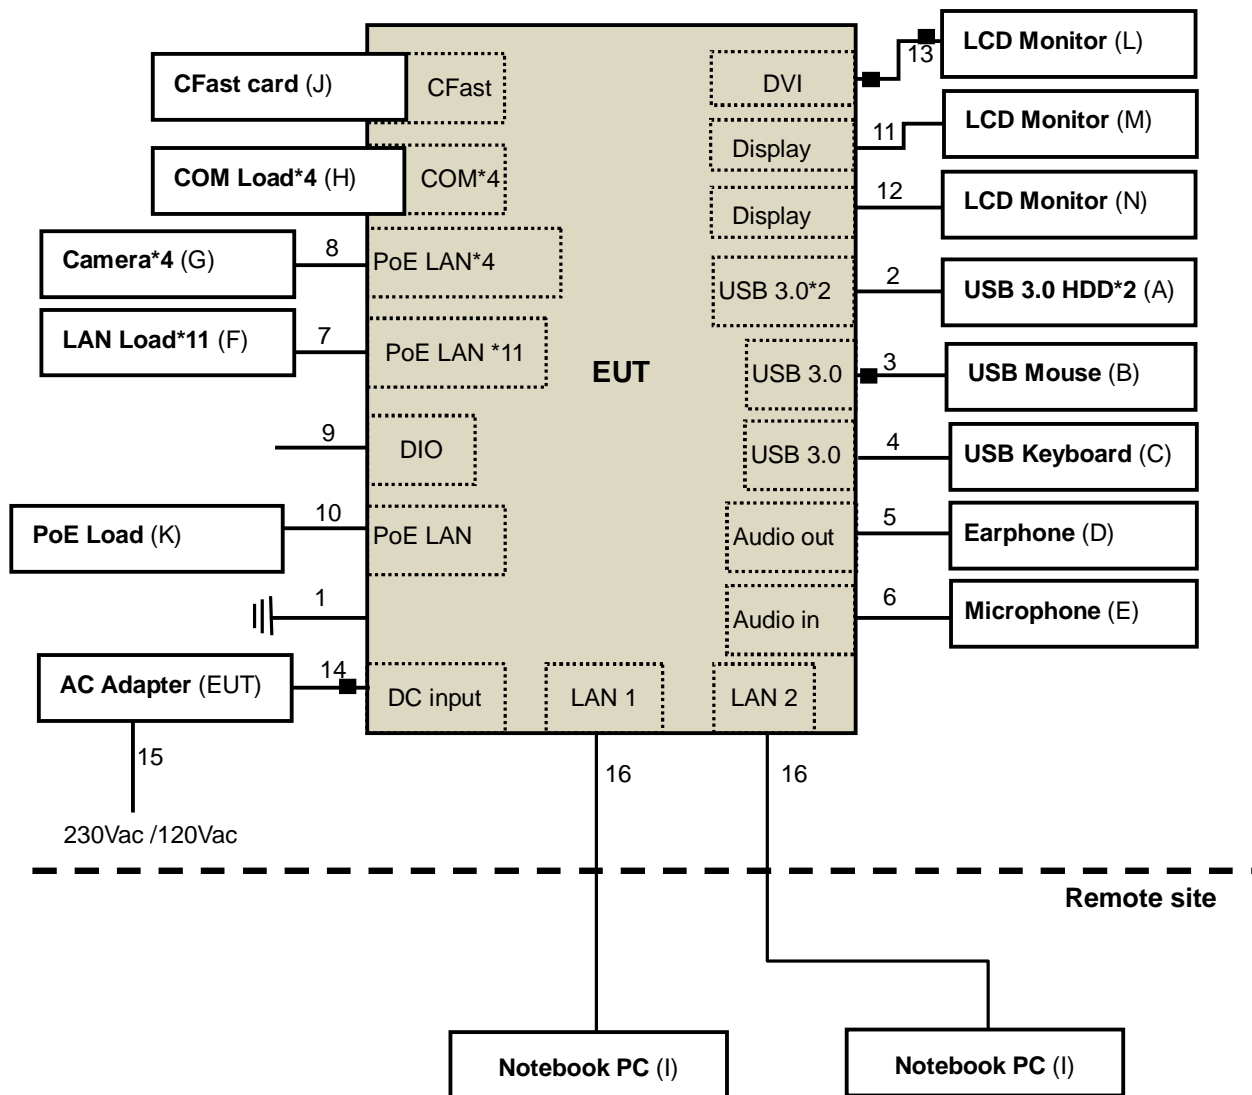 CFast card (J)
CFast
COM Load*4 (H)
COM*4
Camera*4 (G)
8
PoE LAN*4
LAN Load*11 (F)
7
PoE LAN *11
9
DIO
PoE Load (K)
10
PoE LAN
1
AC Adapter (EUT)
14
DC input
15
230Vac /120Vac
EUT
DVI
13
LCD Monitor (L)
Display
11
LCD Monitor (M)
Display
12
LCD Monitor (N)
USB 3.0*2
2
USB 3.0 HDD*2 (A)
USB 3.0
3
USB Mouse (B)
USB 3.0
4
USB Keyboard (C)
Audio out
5
Earphone (D)
Audio in
6
Microphone (E)
LAN 1
LAN 2
16
16
Remote site
Notebook PC (I)
Notebook PC (I)